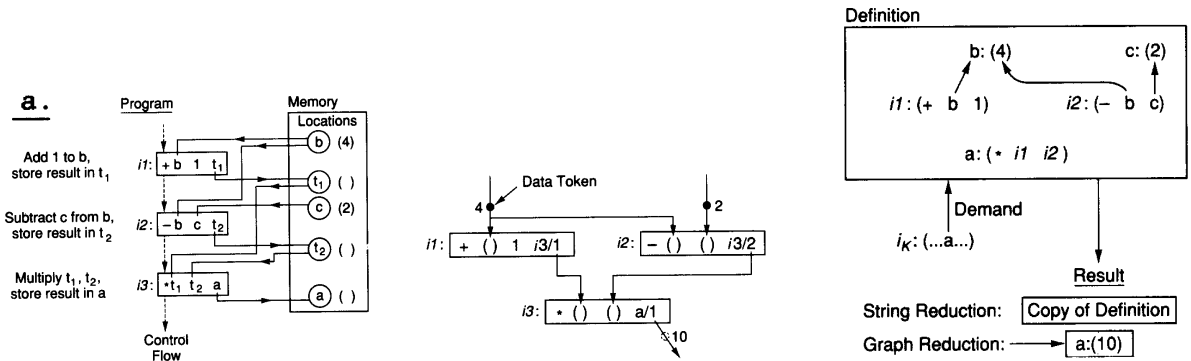 a.
Program
Memory
Locations
b (4)
Add 1 to b,
store result in t1
i1: + b 1 t1
t1 ( )
c (2)
Subtract c from b,
store result in t2
i2: − b c t2
t2 ( )
Multiply t1, t2,
store result in a
i3: * t1 t2 a
a ( )
Control
Flow
Data Token
4
2
i1: + ( ) 1 i3/1
i2: − ( ) ( ) i3/2
i3: * ( ) ( ) a/1
10
Definition
b: (4) c: (2)
i1: (+ b 1) i2: (− b c)
a: (* i1 i2)
Demand
iK: (...a...)
Result
String Reduction: Copy of Definition
Graph Reduction: a:(10)